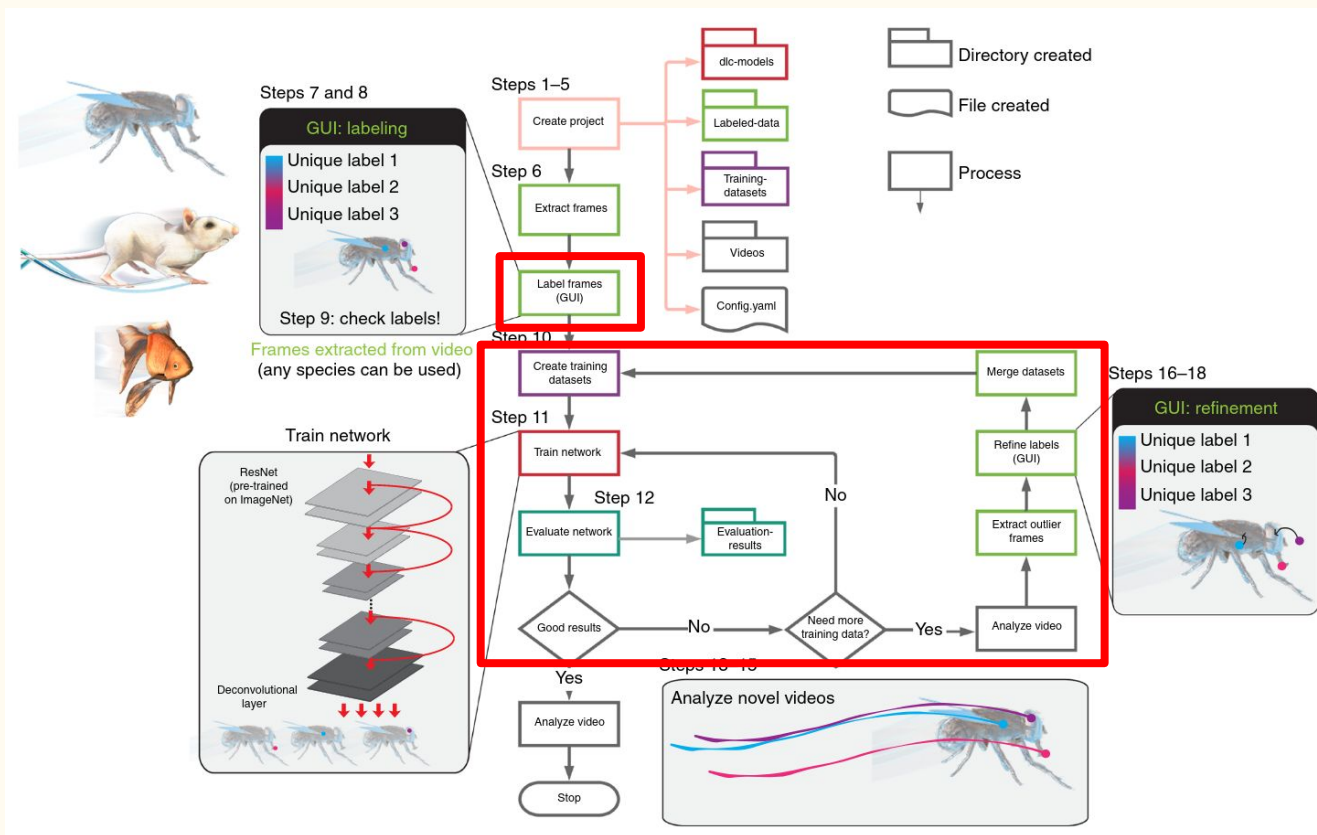 Steps 7 and 8
GUI: labeling
Unique label 1
Unique label 2
Unique label 3
Step 9: check labels!
Frames extracted from video
(any species can be used)
Steps 1–5
Create project
Step 6
Extract frames
Label frames
(GUI)
dlc-models
Labeled-data
Training-
datasets
Videos
Config.yaml
Directory created
File created
Process
Step 10
Create training
datasets
Step 11
Train network
Step 12
Evaluate network
Evaluation-
results
Good results
No
Need more
training data?
No
Yes
Analyze video
Extract outlier
frames
Refine labels
(GUI)
Merge datasets
Steps 16–18
GUI: refinement
Unique label 1
Unique label 2
Unique label 3
Train network
ResNet
(pre-trained
on ImageNet)
Deconvolutional
layer
Yes
Analyze video
Stop
Steps 15
Analyze novel videos